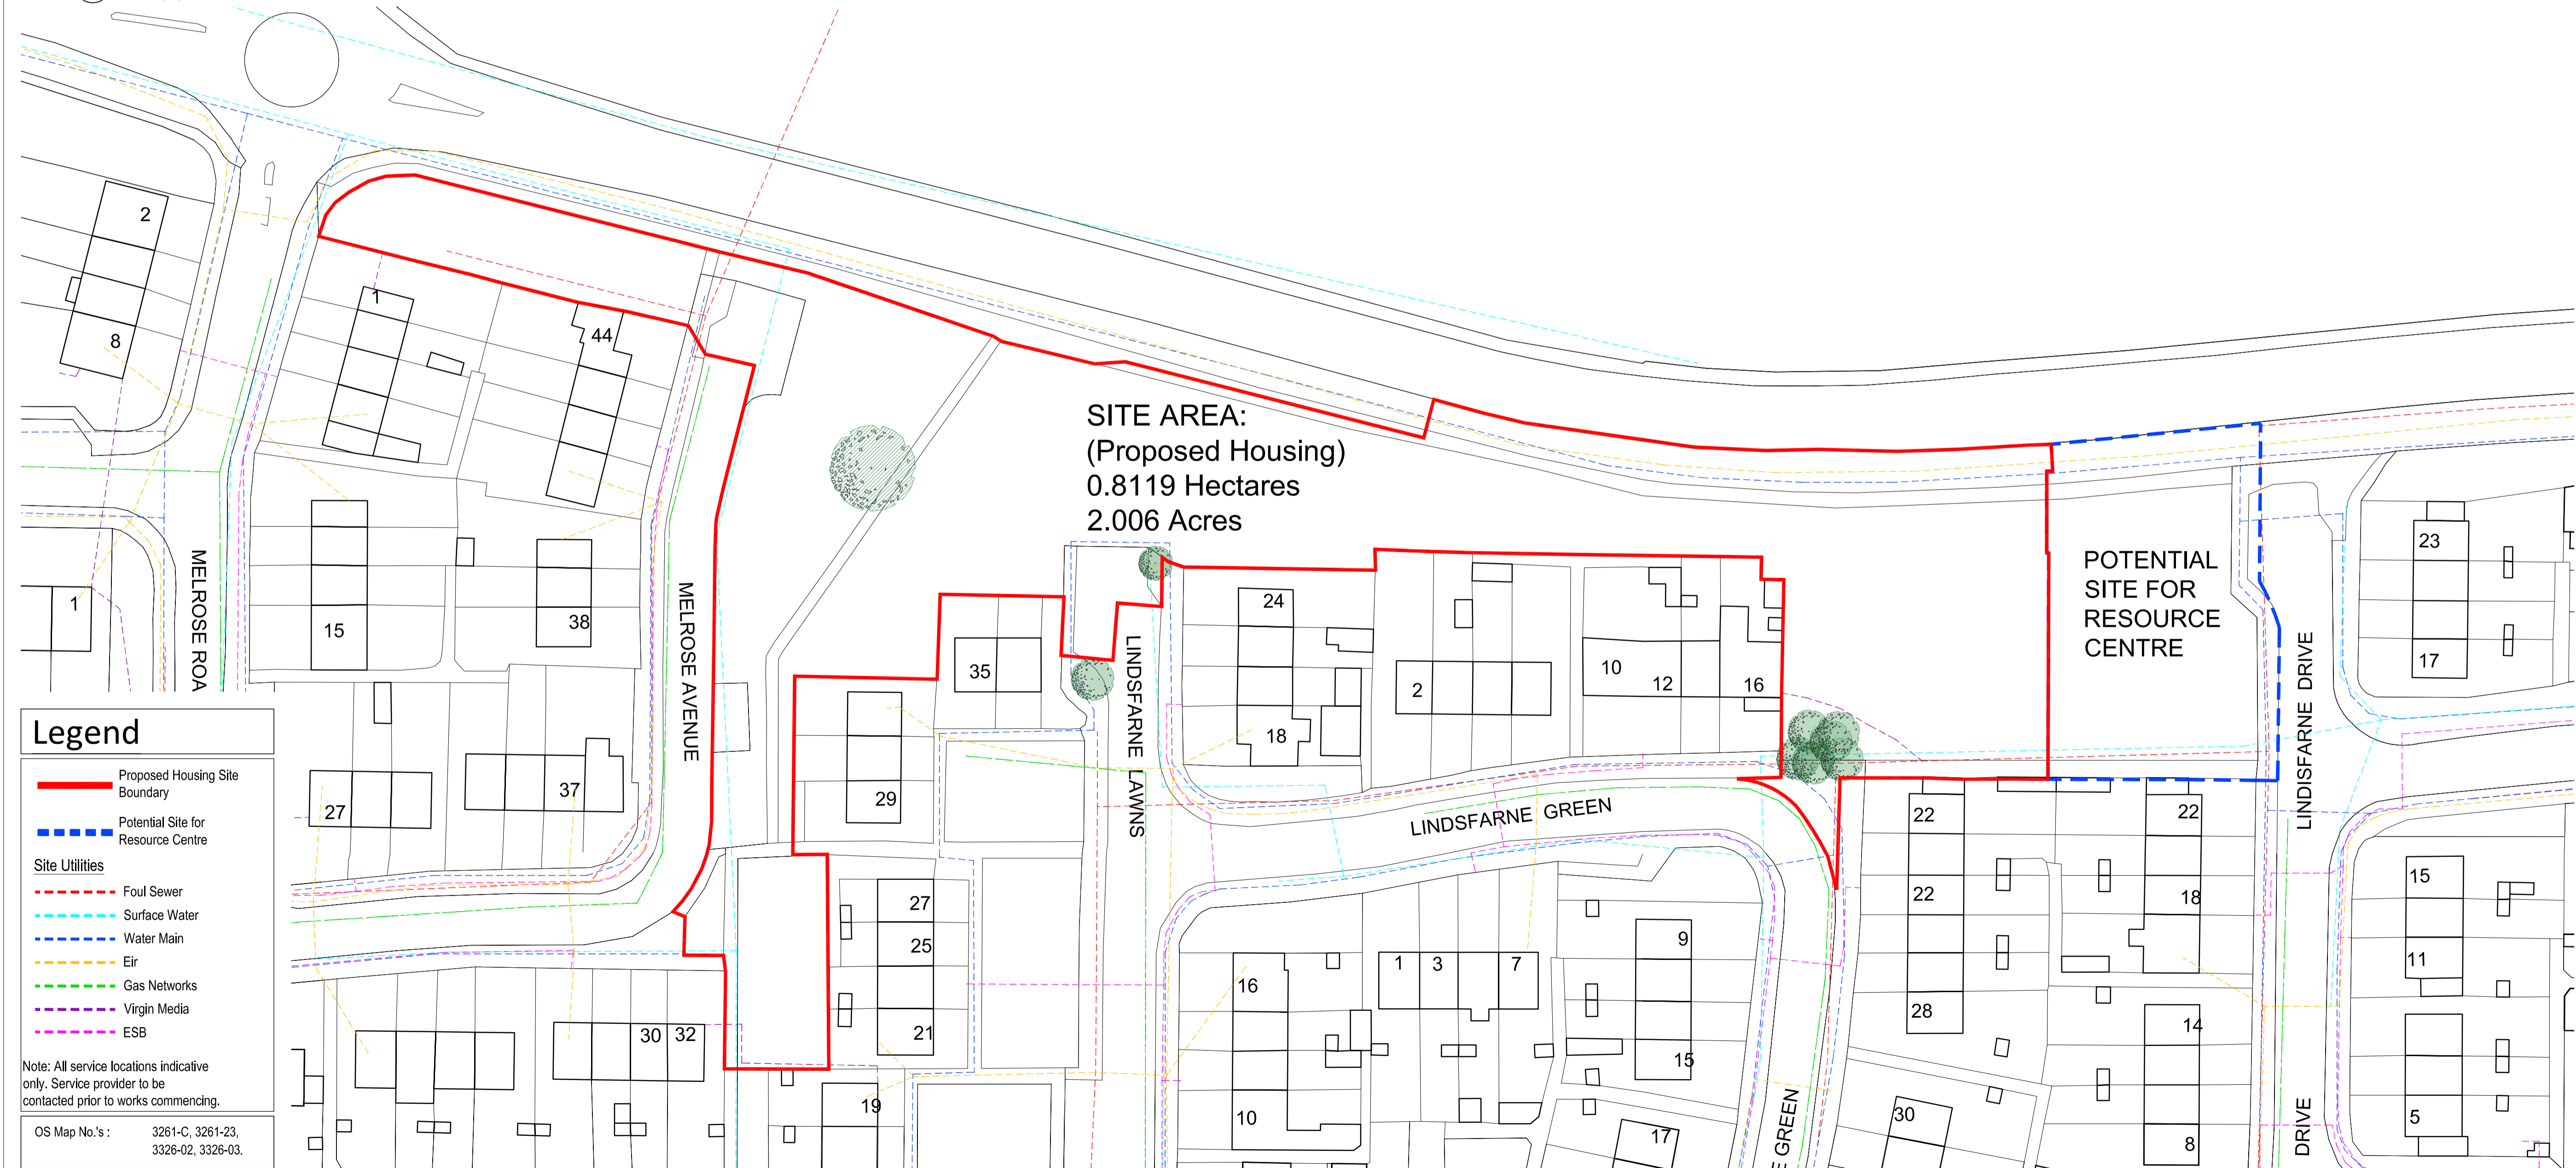 2
8
1
1
44
15
38
MELROSE ROA
MELROSE AVENUE
27
37
30
32
SITE AREA:
(Proposed Housing)
0.8119 Hectares
2.006 Acres
35
29
27
25
21
19
LINDSFARNE LAWNS
24
18
2
10
12
16
LINDSFARNE GREEN
16
10
1
3
7
9
15
17
E GREEN
POTENTIAL
SITE FOR
RESOURCE
CENTRE
LINDISFARNE DRIVE
DRIVE
22
22
28
30
22
18
14
8
23
17
15
11
5
Legend
Proposed Housing Site
Boundary
Potential Site for
Resource Centre
Site Utilities
Foul Sewer
Surface Water
Water Main
Eir
Gas Networks
Virgin Media
ESB
Note: All service locations indicative
only. Service provider to be
contacted prior to works commencing.
OS Map No.'s : 3261-C, 3261-23,
3326-02, 3326-03.